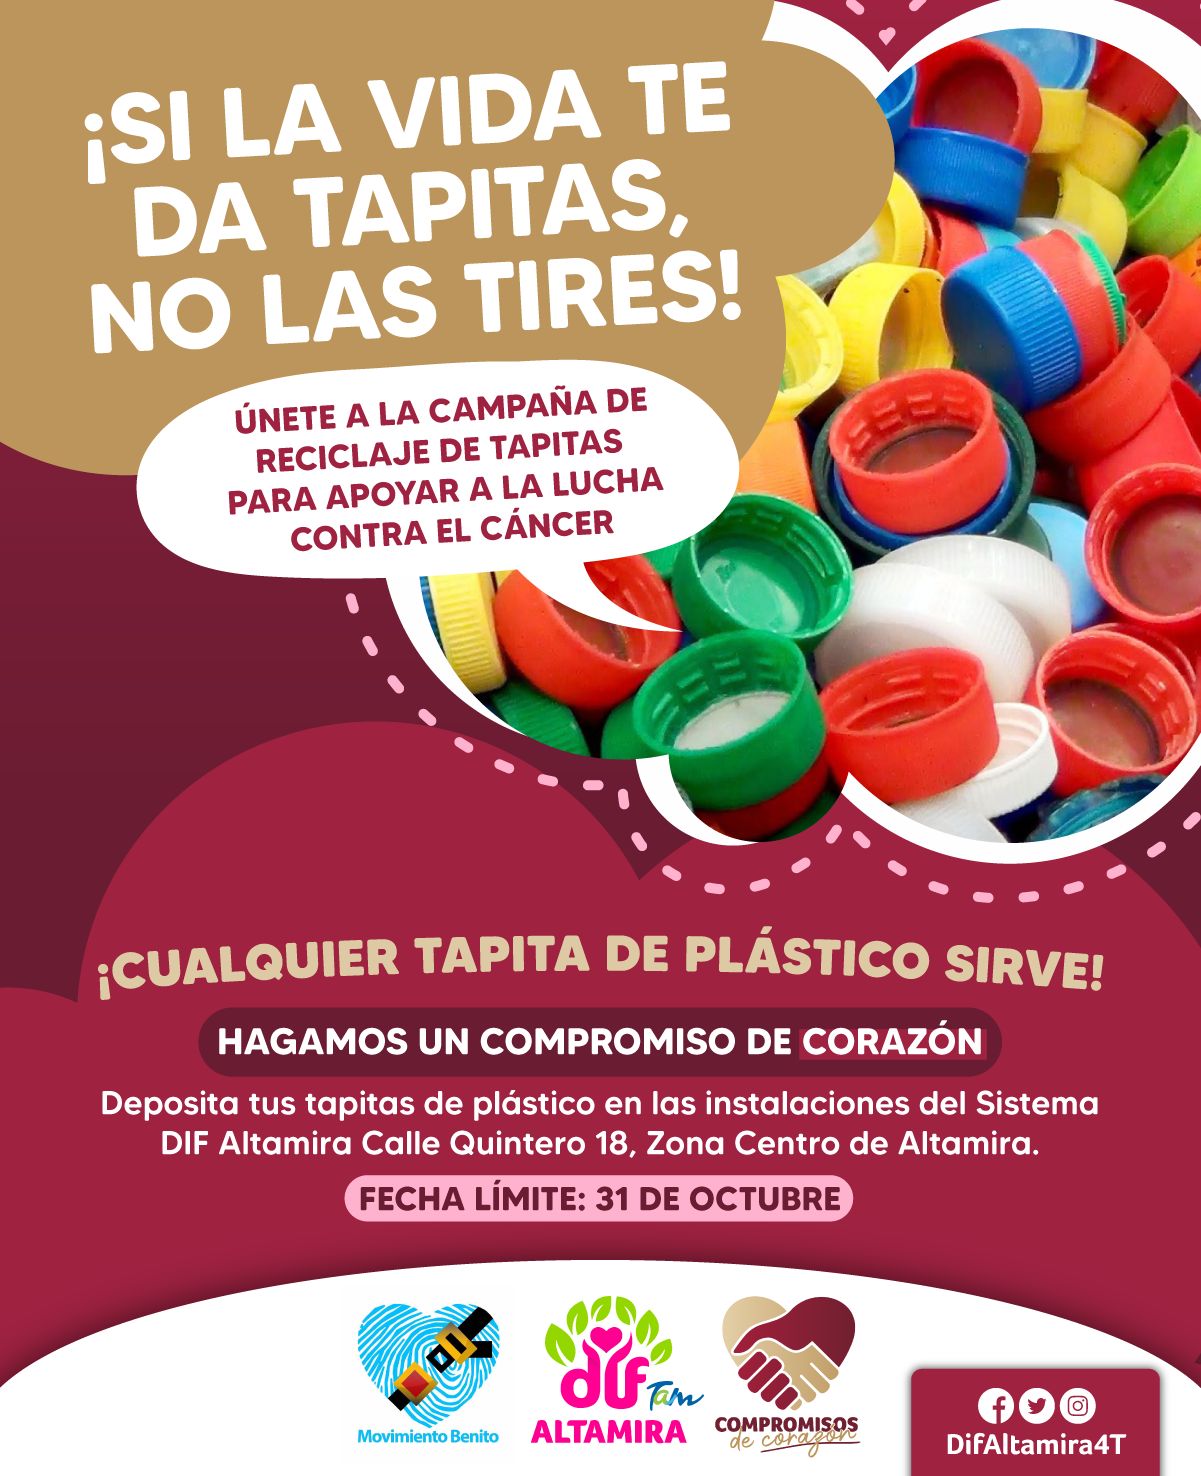 ¡SI LA VIDA TE
DA TAPITAS,
NO LAS TIRES!
ÚNETE A LA CAMPAÑA DE
RECICLAJE DE TAPITAS
PARA APOYAR A LA LUCHA
CONTRA EL CÁNCER
¡CUALQUIER TAPITA DE PLÁSTICO SIRVE!
HAGAMOS UN COMPROMISO DE CORAZÓN
Deposita tus tapitas de plástico en las instalaciones del Sistema
DIF Altamira Calle Quintero 18, Zona Centro de Altamira.
FECHA LÍMITE: 31 DE OCTUBRE
Movimiento Benito
dif Tam
ALTAMIRA
COMPROMISOS
de corazón
DifAltamira4T